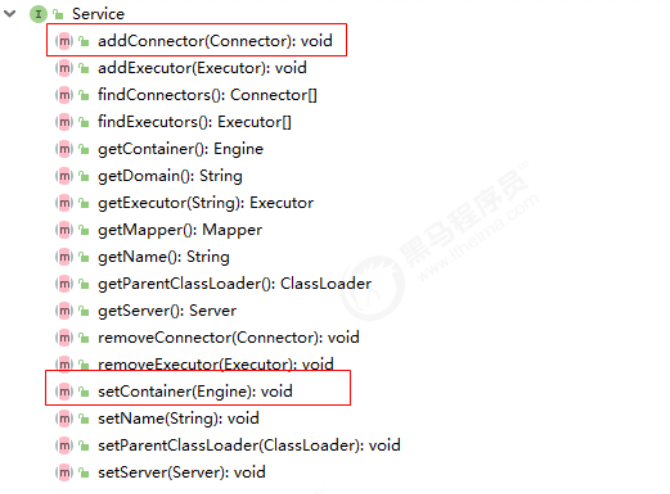 Service
addConnector(Connector): void
addExecutor(Executor): void
findConnectors(): Connector[]
findExecutors(): Executor[]
getContainer(): Engine
getDomain(): String
getExecutor(String): Executor
getMapper(): Mapper
getName(): String
getParentClassLoader(): ClassLoader
getServer(): Server
removeConnector(Connector): void
removeExecutor(Executor): void
setContainer(Engine): void
setName(String): void
setParentClassLoader(ClassLoader): void
setServer(Server): void
黑马程序员
www.itheima.com